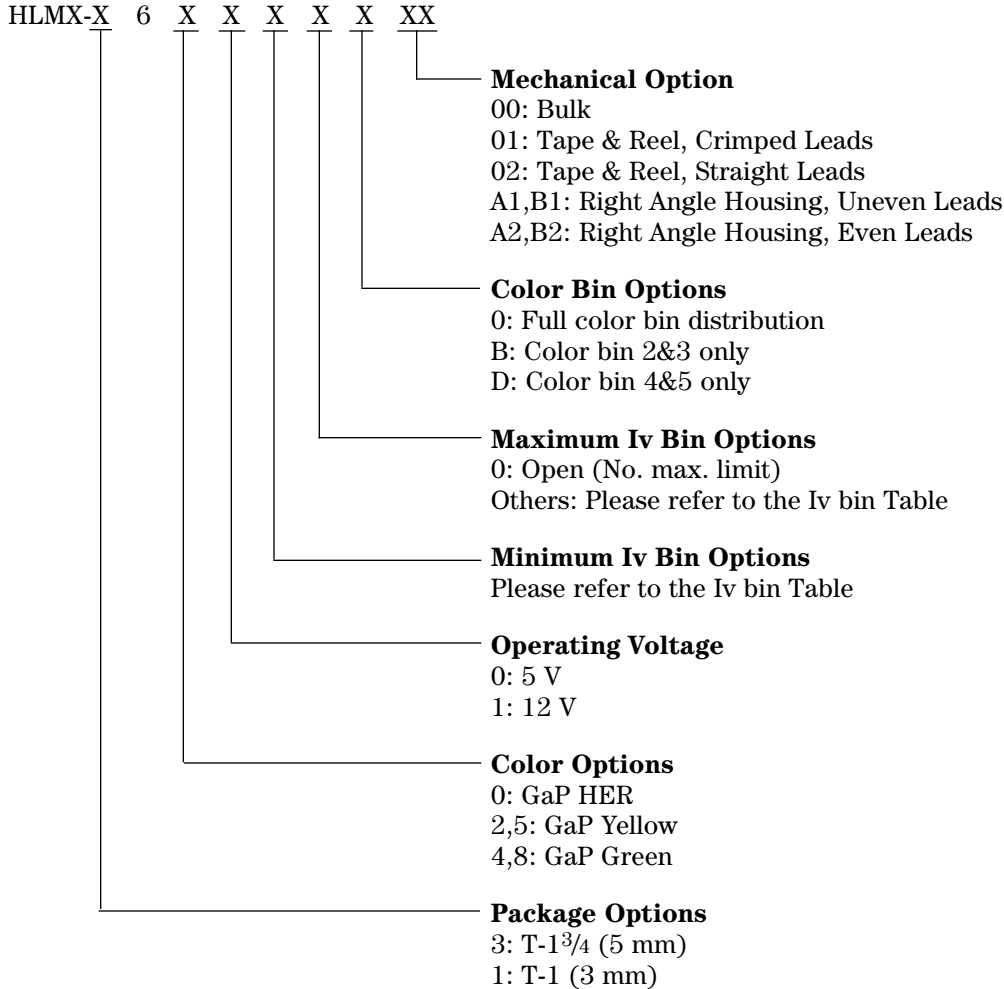 HLMX-X 6 X X X X X XX
Mechanical Option
00: Bulk
01: Tape & Reel, Crimped Leads
02: Tape & Reel, Straight Leads
A1,B1: Right Angle Housing, Uneven Leads
A2,B2: Right Angle Housing, Even Leads
Color Bin Options
0: Full color bin distribution
B: Color bin 2&3 only
D: Color bin 4&5 only
Maximum Iv Bin Options
0: Open (No. max. limit)
Others: Please refer to the Iv bin Table
Minimum Iv Bin Options
Please refer to the Iv bin Table
Operating Voltage
0: 5 V
1: 12 V
Color Options
0: GaP HER
2,5: GaP Yellow
4,8: GaP Green
Package Options
3: T-1³/₄ (5 mm)
1: T-1 (3 mm)